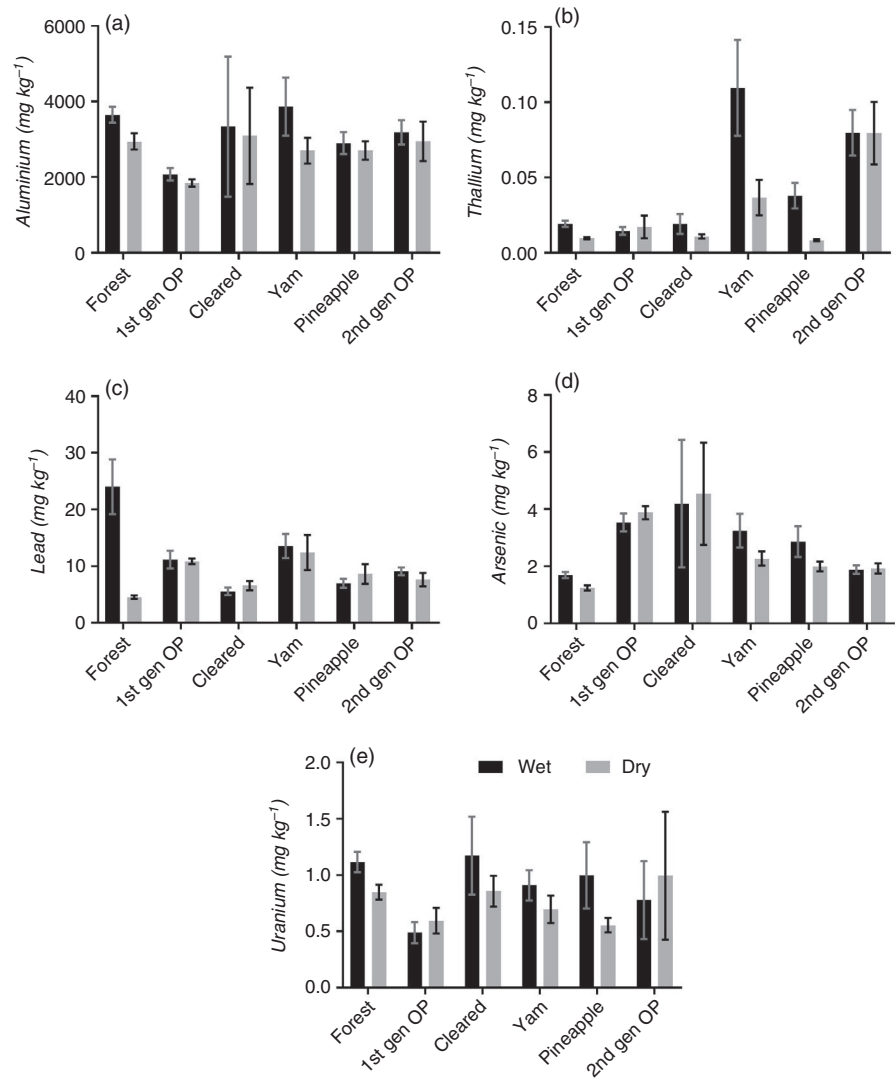 (a)
Aluminium (mg kg⁻¹)
6000
4000
2000
0
Forest
1st gen OP
Cleared
Yam
Pineapple
2nd gen OP
(b)
Thallium (mg kg⁻¹)
0.15
0.10
0.05
0.00
Forest
1st gen OP
Cleared
Yam
Pineapple
2nd gen OP
(c)
Lead (mg kg⁻¹)
40
30
20
10
0
Forest
1st gen OP
Cleared
Yam
Pineapple
2nd gen OP
(d)
Arsenic (mg kg⁻¹)
8
6
4
2
0
Forest
1st gen OP
Cleared
Yam
Pineapple
2nd gen OP
(e)
Wet
Dry
Uranium (mg kg⁻¹)
2.0
1.5
1.0
0.5
0.0
Forest
1st gen OP
Cleared
Yam
Pineapple
2nd gen OP